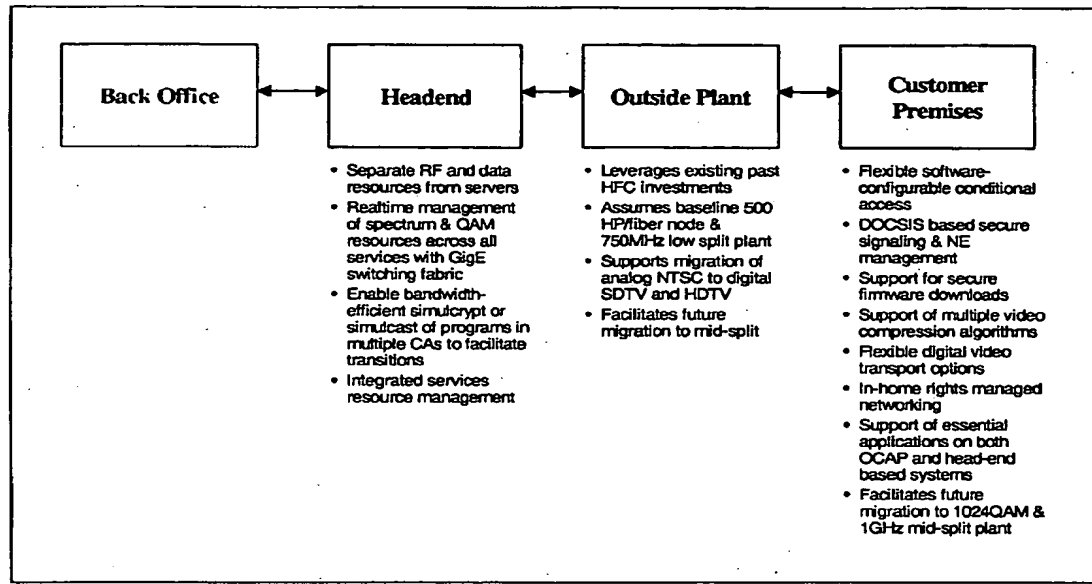 Back Office
Headend
Outside Plant
Customer
Premises
• Separate RF and data
resources from servers
• Realtime management
of spectrum & QAM
resources across all
services with GigE
switching fabric
• Enable bandwidth-
efficient simulcrypt or
simulcast of programs in
multiple CAs to facilitate
transitions
• Integrated services
resource management
• Leverages existing past
HFC investments
• Assumes baseline 500
HP/fiber node &
750MHz low split plant
• Supports migration of
analog NTSC to digital
SDTV and HDTV
• Facilitates future
migration to mid-split
• Flexible software-
configurable conditional
access
• DOCSIS based secure
signaling & NE
management
• Support for secure
firmware downloads
• Support of multiple video
compression algorithms
• Flexible digital video
transport options
• In-home rights managed
networking
• Support of essential
applications on both
OCAP and head-end
based systems
• Facilitates future
migration to 1024QAM &
1GHz mid-split plant